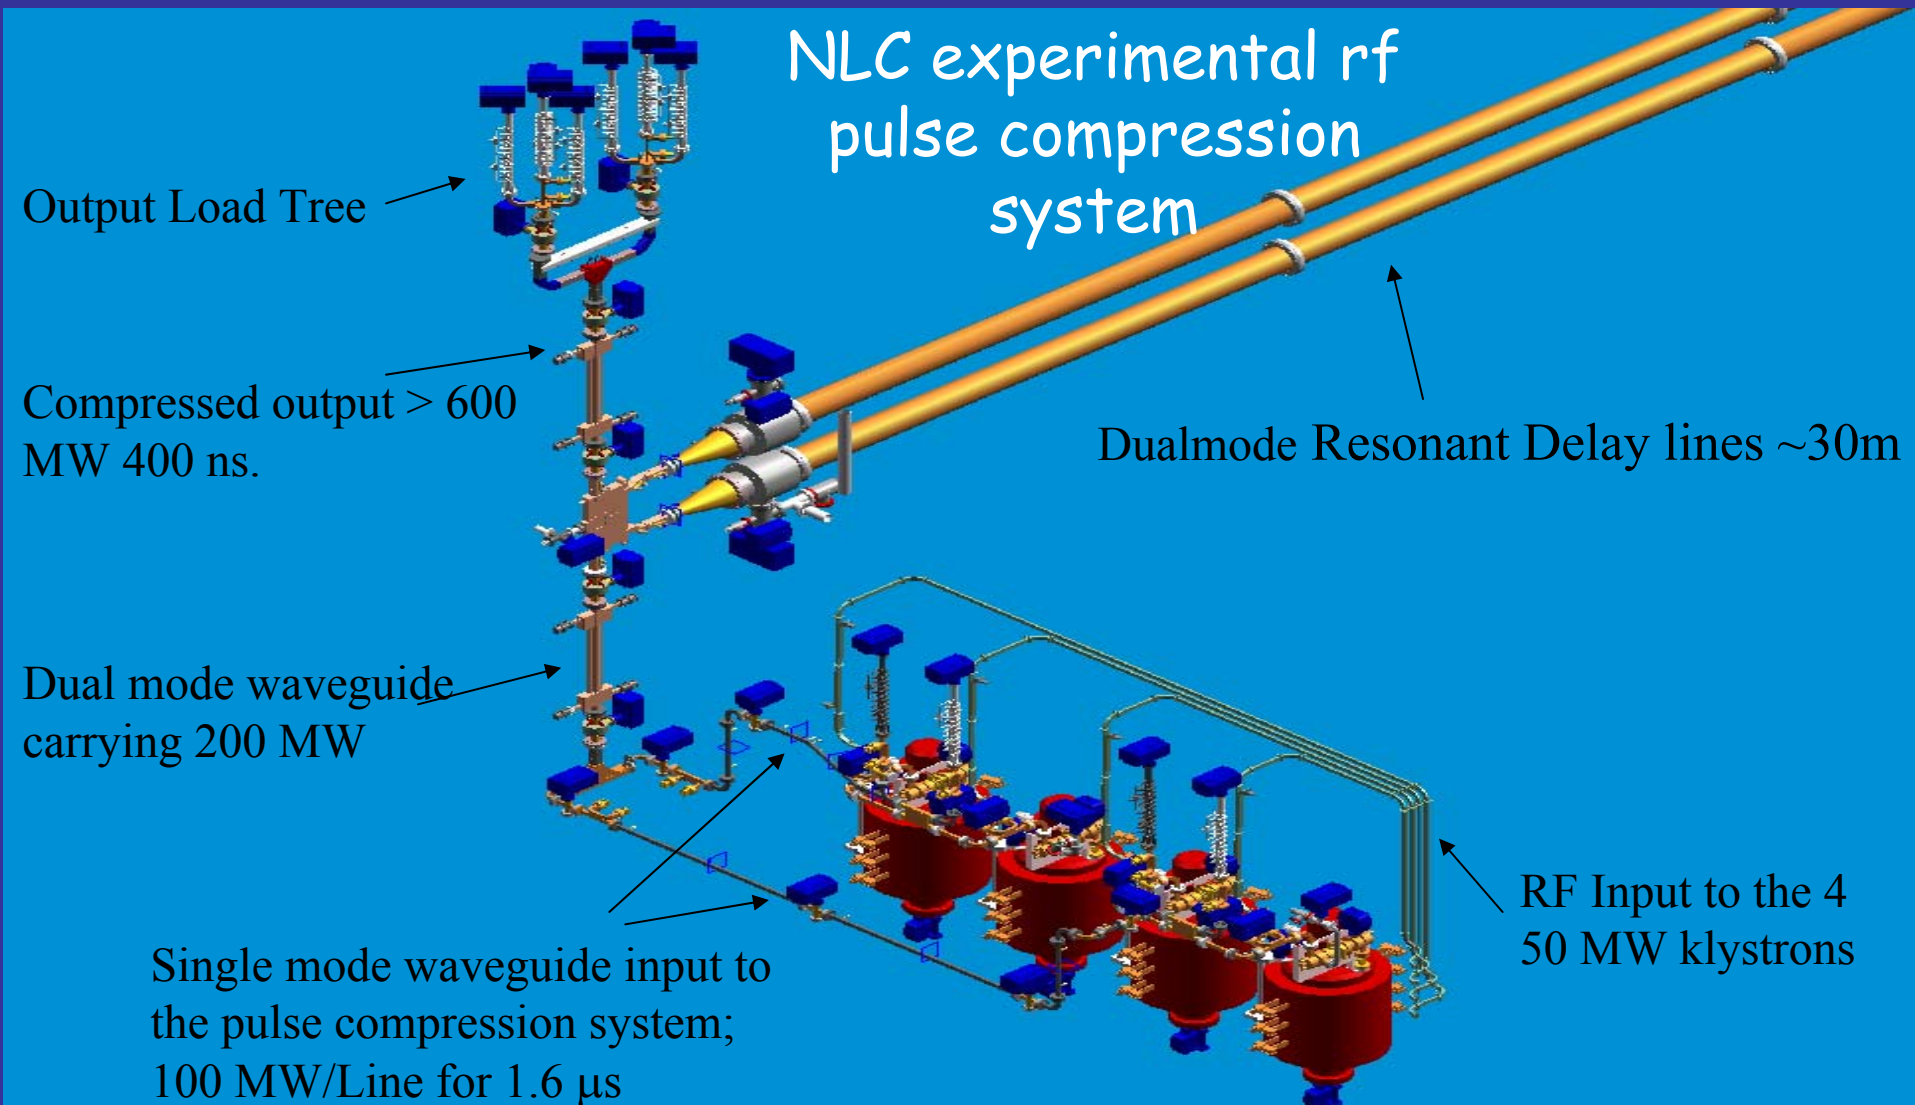 NLC experimental rf
pulse compression
system
Output Load Tree
Compressed output > 600
MW 400 ns.
Dualmode Resonant Delay lines ~30m
Dual mode waveguide
carrying 200 MW
RF Input to the 4
50 MW klystrons
Single mode waveguide input to
the pulse compression system;
100 MW/Line for 1.6 μs